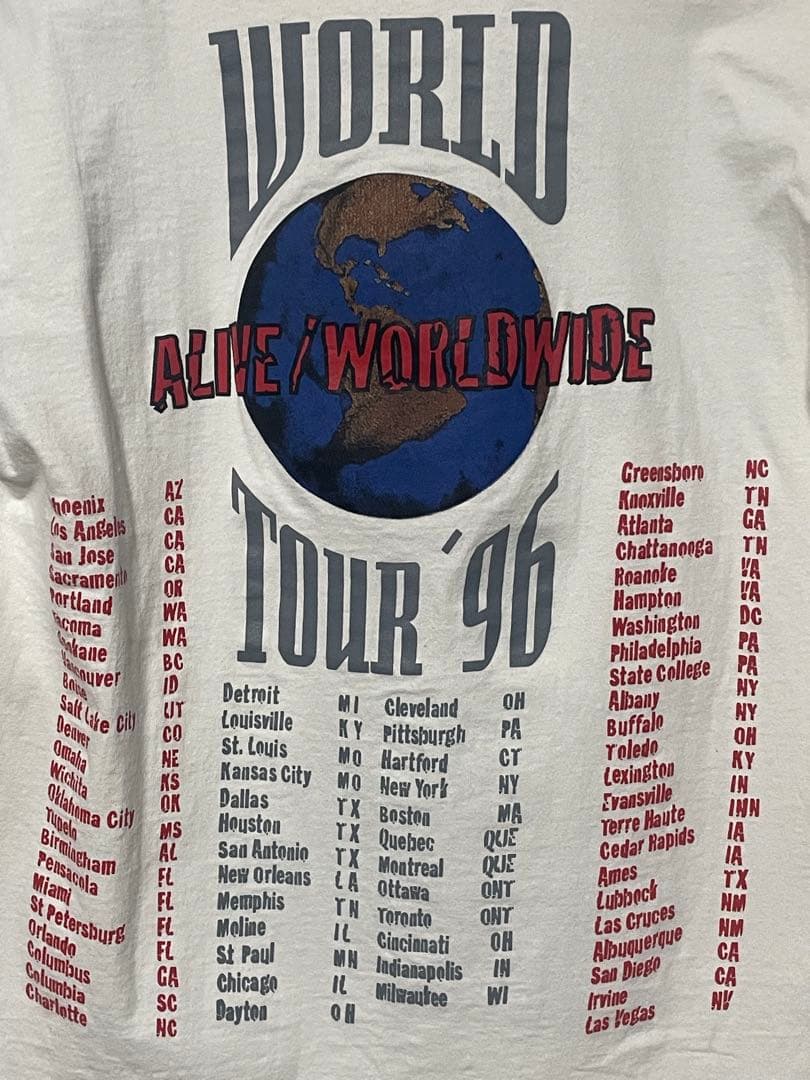 WORLD
ALIVE / WORLDWIDE
TOUR '96
Phoenix AZ
Los Angeles CA
San Jose CA
Sacramento CA
Portland OR
Tacoma WA
Spokane WA
Vancouver BC
Boise ID
Salt Lake City UT
Denver CO
Omaha NE
Wichita KS
Oklahoma City OK
Tupelo MS
Birmingham AL
Pensacola FL
Miami FL
St Petersburg FL
Orlando FL
Columbus GA
Columbia SC
Charlotte NC
Detroit MI
Louisville KY
St. Louis MO
Kansas City MO
Dallas TX
Houston TX
San Antonio TX
New Orleans LA
Memphis TN
Moline IL
St Paul MN
Chicago IL
Dayton OH
Cleveland OH
Pittsburgh PA
Hartford CT
New York NY
Boston MA
Quebec QUE
Montreal QUE
Ottawa ONT
Toronto ONT
Cincinnati OH
Indianapolis IN
Milwaukee WI
Greensboro NC
Knoxville TN
Atlanta GA
Chattanooga TN
Roanoke VA
Hampton VA
Washington DC
Philadelphia PA
State College PA
Albany NY
Buffalo NY
Toledo OH
Lexington KY
Evansville IN
Terre Haute INN
Cedar Rapids IA
Ames IA
Lubbock TX
Las Cruces NM
Albuquerque NM
San Diego CA
Irvine CA
Las Vegas NV